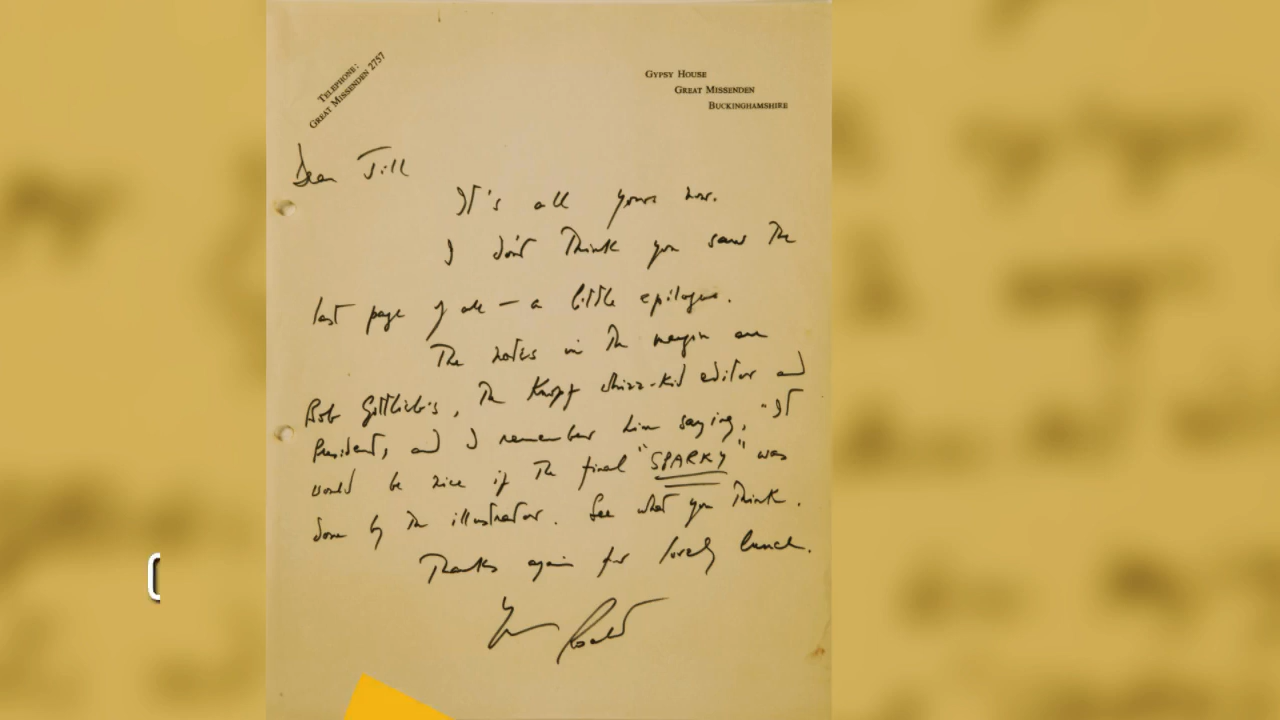 TELEPHONE:
GREAT MISSENDEN 2757
GYPSY HOUSE
GREAT MISSENDEN
BUCKINGHAMSHIRE
Dear Jill
It's all yours now.
I don't think you saw the
last page of all – a little epilogue.
The notes in the margin are
Bob Gottlieb's, the Knopf whizz-kid editor and
President, and I remember him saying, "It
would be nice if the final "SPARKY" was
done by the illustrator. See what you think.
Thanks again for lovely lunch.
Yours Roald